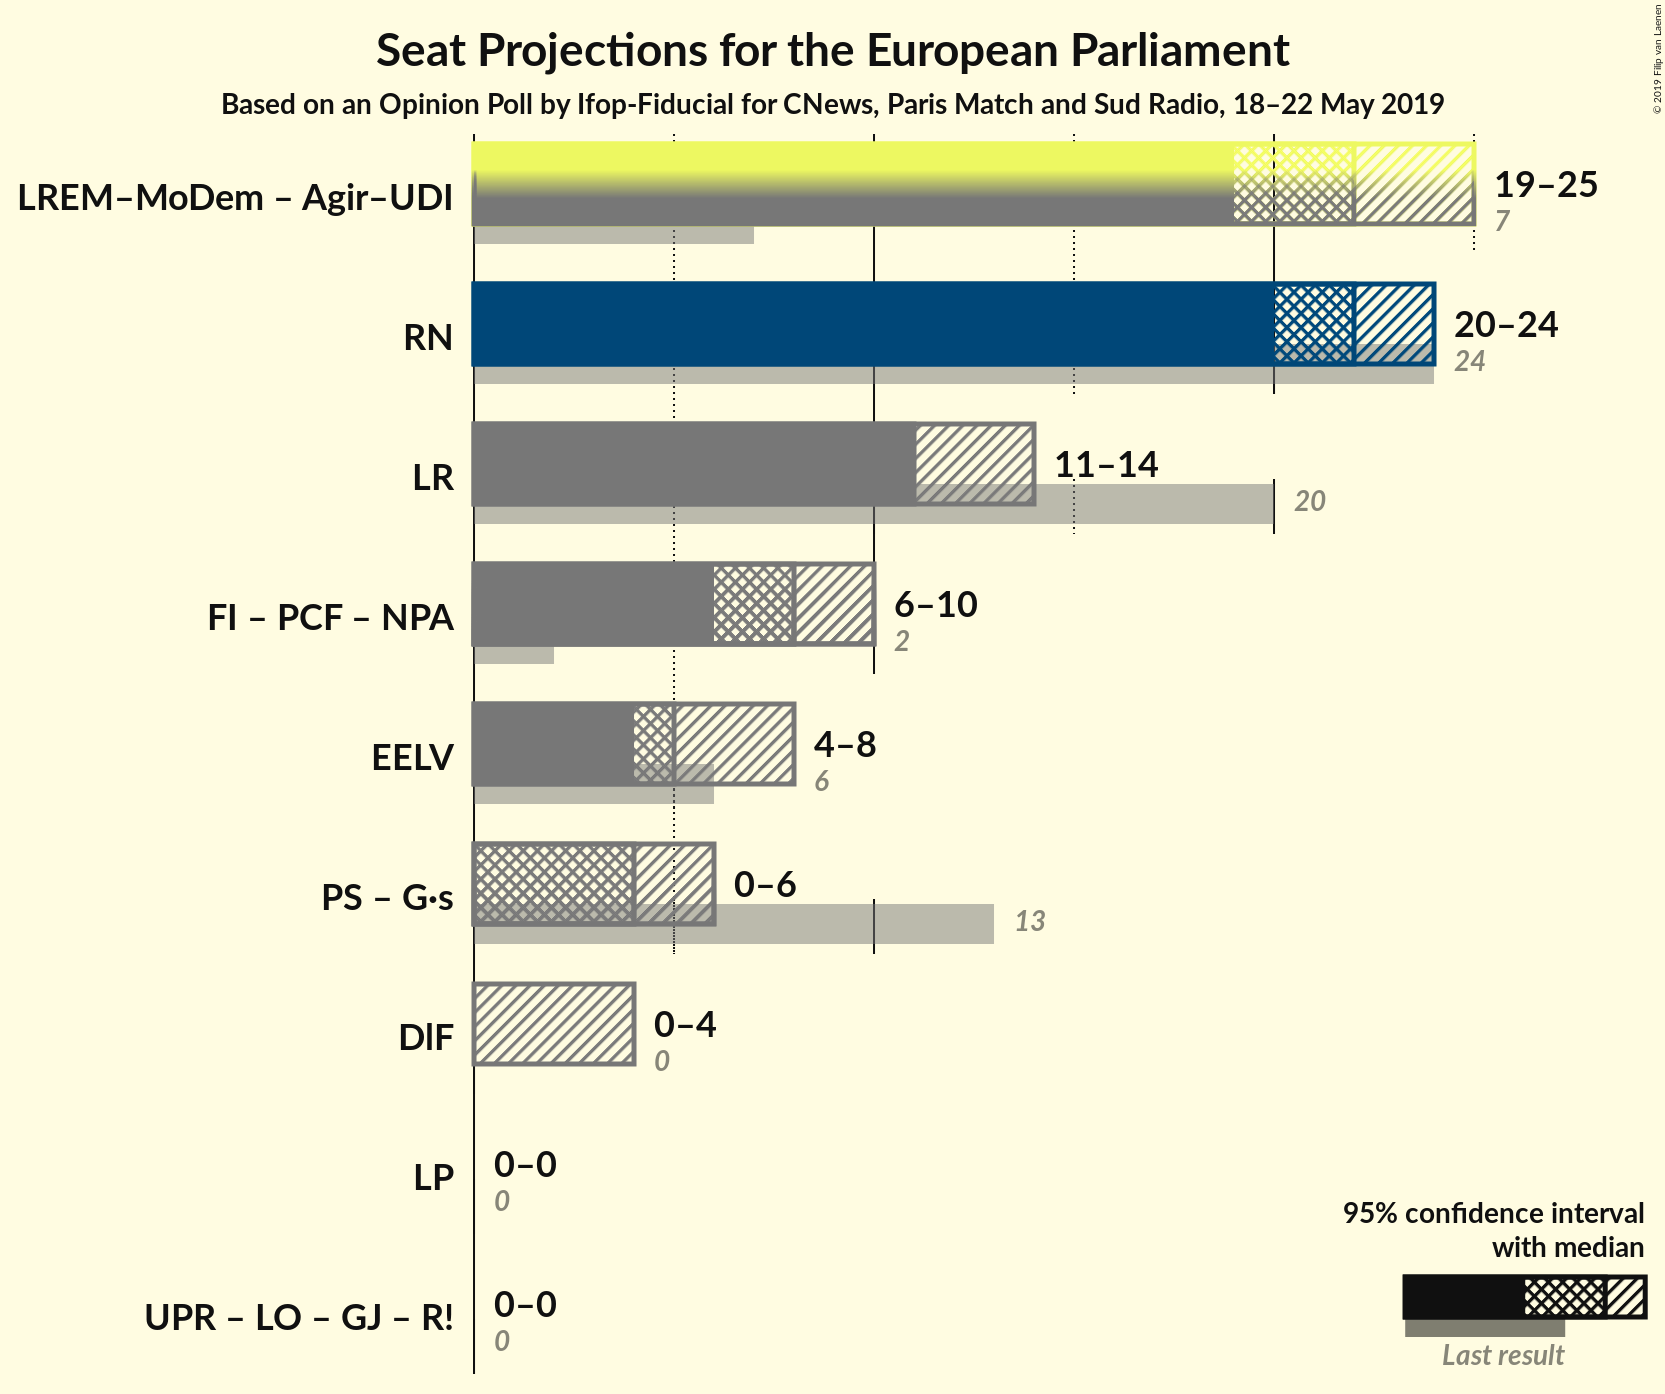 Seat Projections for the European Parliament
Based on an Opinion Poll by Ifop-Fiducial for CNews, Paris Match and Sud Radio, 18–22 May 2019
© 2019 Filip van Laenen
LREM–MoDem – Agir–UDI
19–25
7
RN
20–24
24
LR
11–14
20
FI – PCF – NPA
6–10
2
EELV
4–8
6
PS – G·s
0–6
13
DlF
0–4
0
LP
0–0
0
UPR – LO – GJ – R!
0–0
0
95% confidence interval
with median
Last result